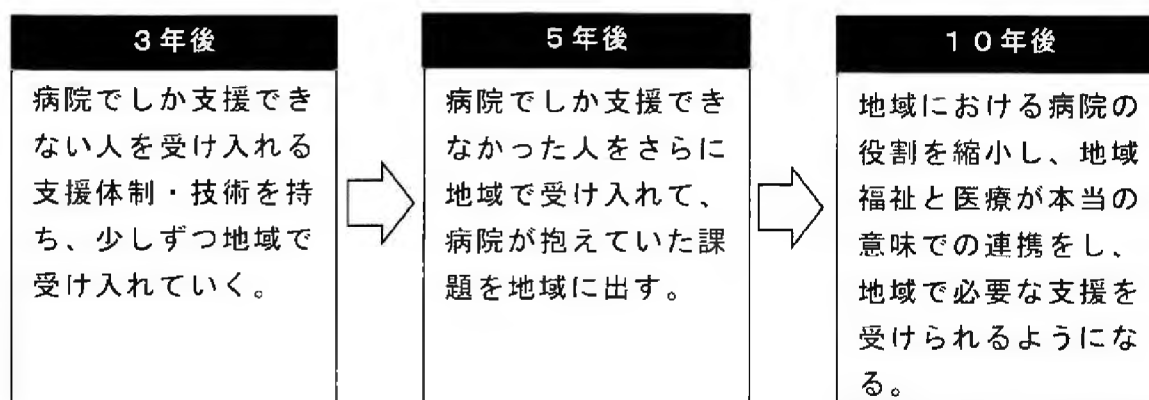 3年後
病院でしか支援でき
ない人を受け入れる
支援体制・技術を持
ち、少しずつ地域で
受け入れていく。
5年後
病院でしか支援でき
なかった人をさらに
地域で受け入れて、
病院が抱えていた課
題を地域に出す。
10年後
地域における病院の
役割を縮小し、地域
福祉と医療が本当の
意味での連携をし、
地域で必要な支援を
受けられるようにな
る。